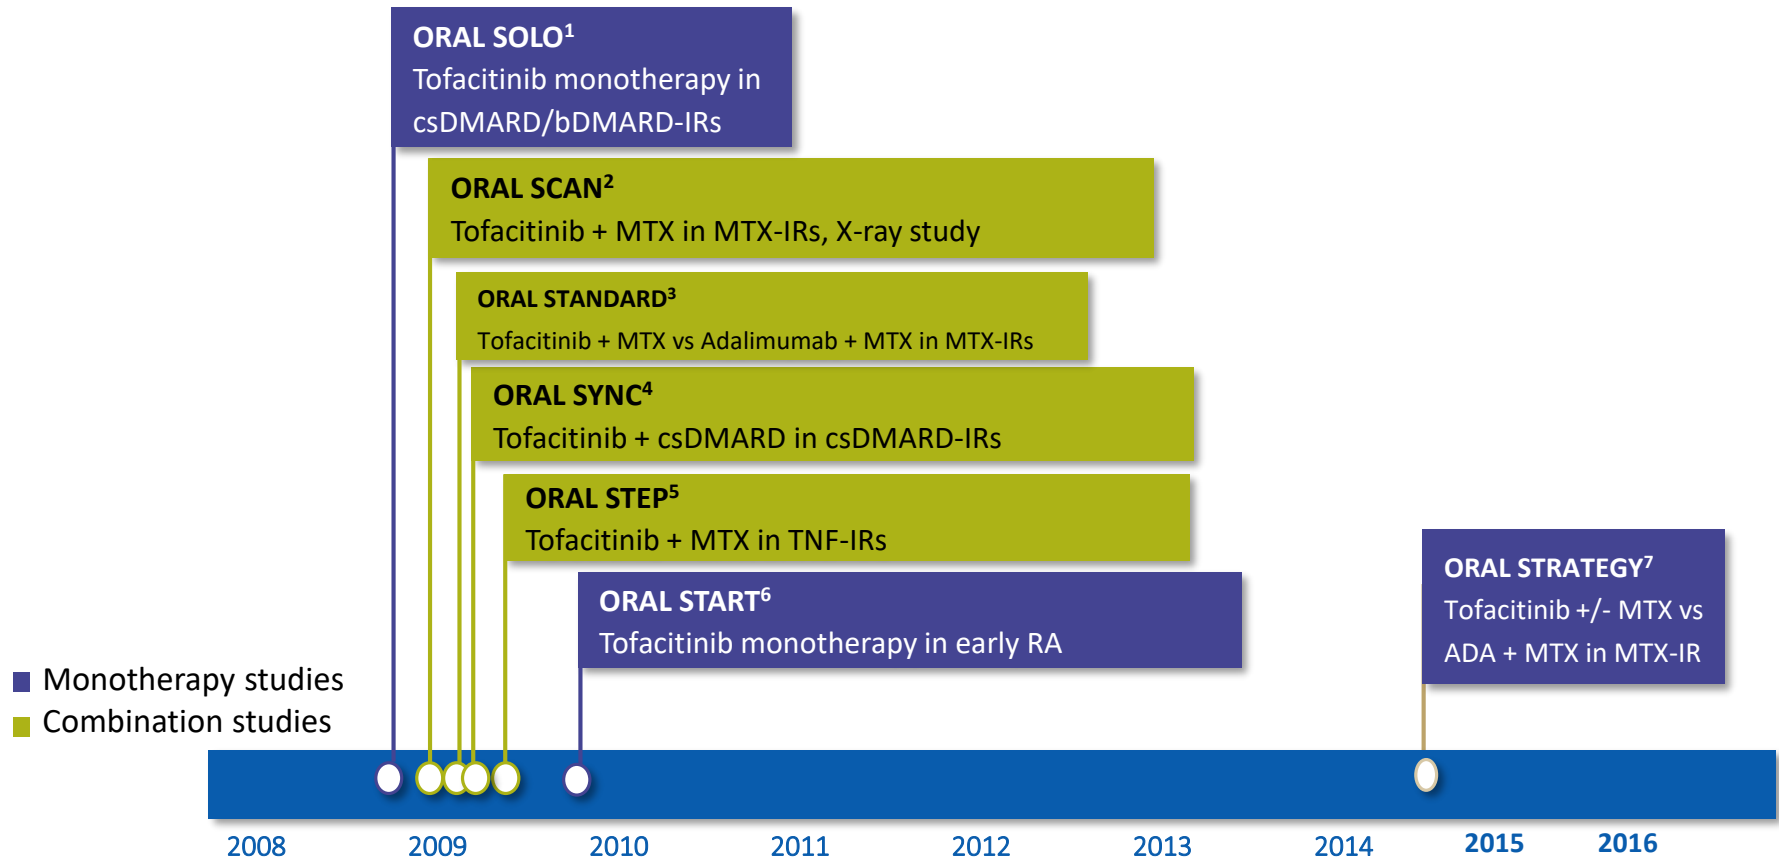 ORAL SOLO¹
Tofacitinib monotherapy in
csDMARD/bDMARD-IRs
ORAL SCAN²
Tofacitinib + MTX in MTX-IRs, X-ray study
ORAL STANDARD³
Tofacitinib + MTX vs Adalimumab + MTX in MTX-IRs
ORAL SYNC⁴
Tofacitinib + csDMARD in csDMARD-IRs
ORAL STEP⁵
Tofacitinib + MTX in TNF-IRs
ORAL START⁶
Tofacitinib monotherapy in early RA
ORAL STRATEGY⁷
Tofacitinib +/- MTX vs
ADA + MTX in MTX-IR
Monotherapy studies
Combination studies
2008 2009 2010 2011 2012 2013 2014 2015 2016